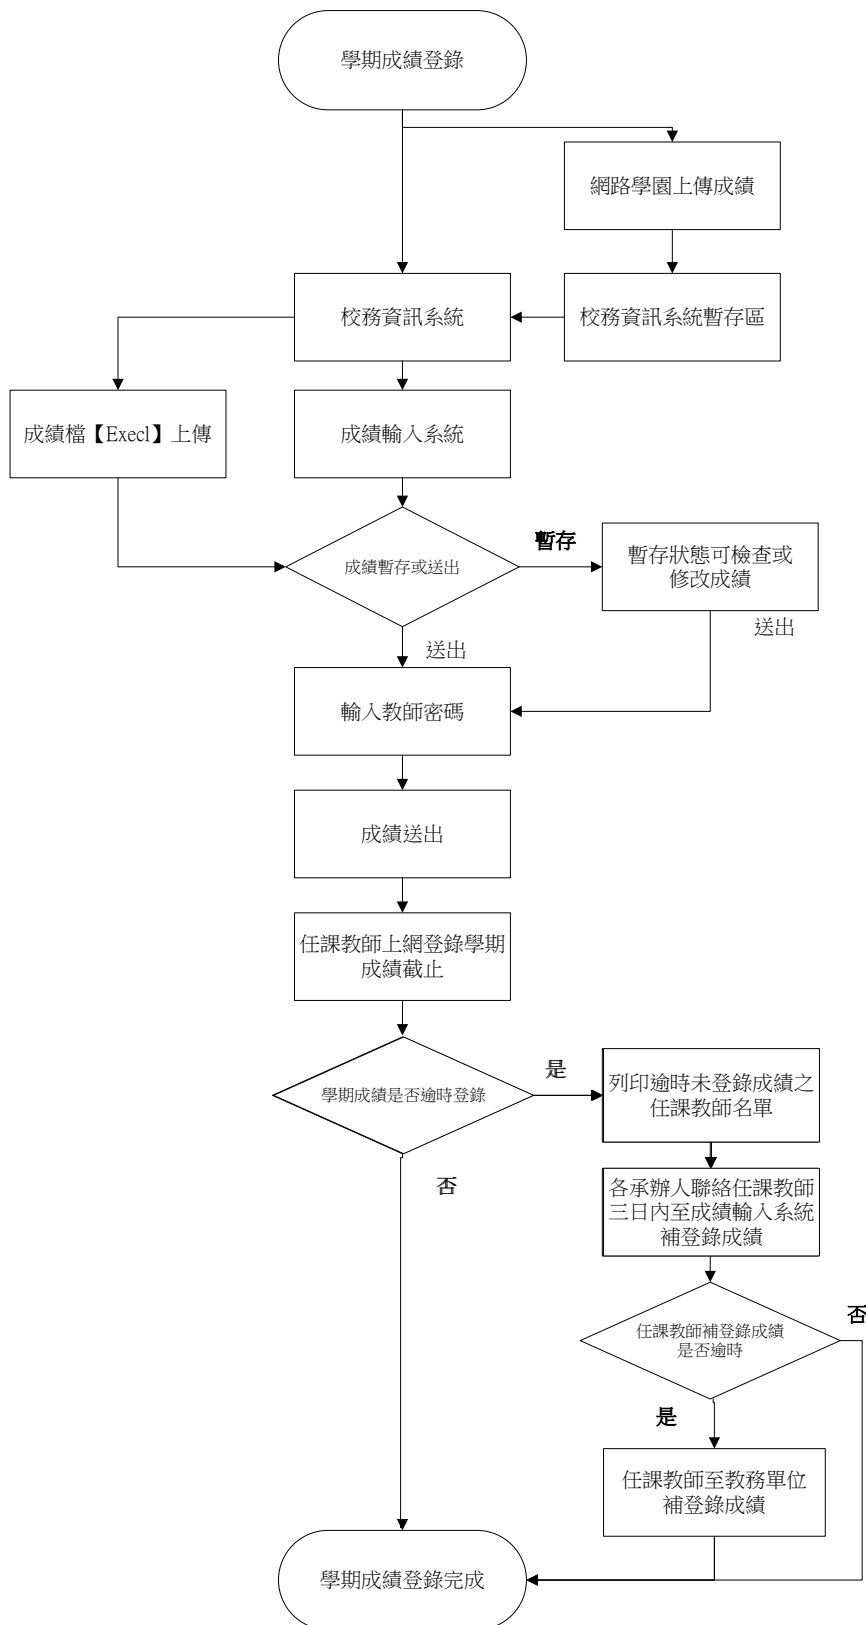 學期成績登錄
網路學園上傳成績
校務資訊系統
校務資訊系統暫存區
成績檔【Execl】上傳
成績輸入系統
成績暫存或送出
暫存
暫存狀態可檢查或
修改成績
送出
送出
輸入教師密碼
成績送出
任課教師上網登錄學期
成績截止
學期成績是否逾時登錄
是
列印逾時未登錄成績之
任課教師名單
否
各承辦人聯絡任課教師
三日內至成績輸入系統
補登錄成績
任課教師補登錄成績
是否逾時
否
是
任課教師至教務單位
補登錄成績
學期成績登錄完成